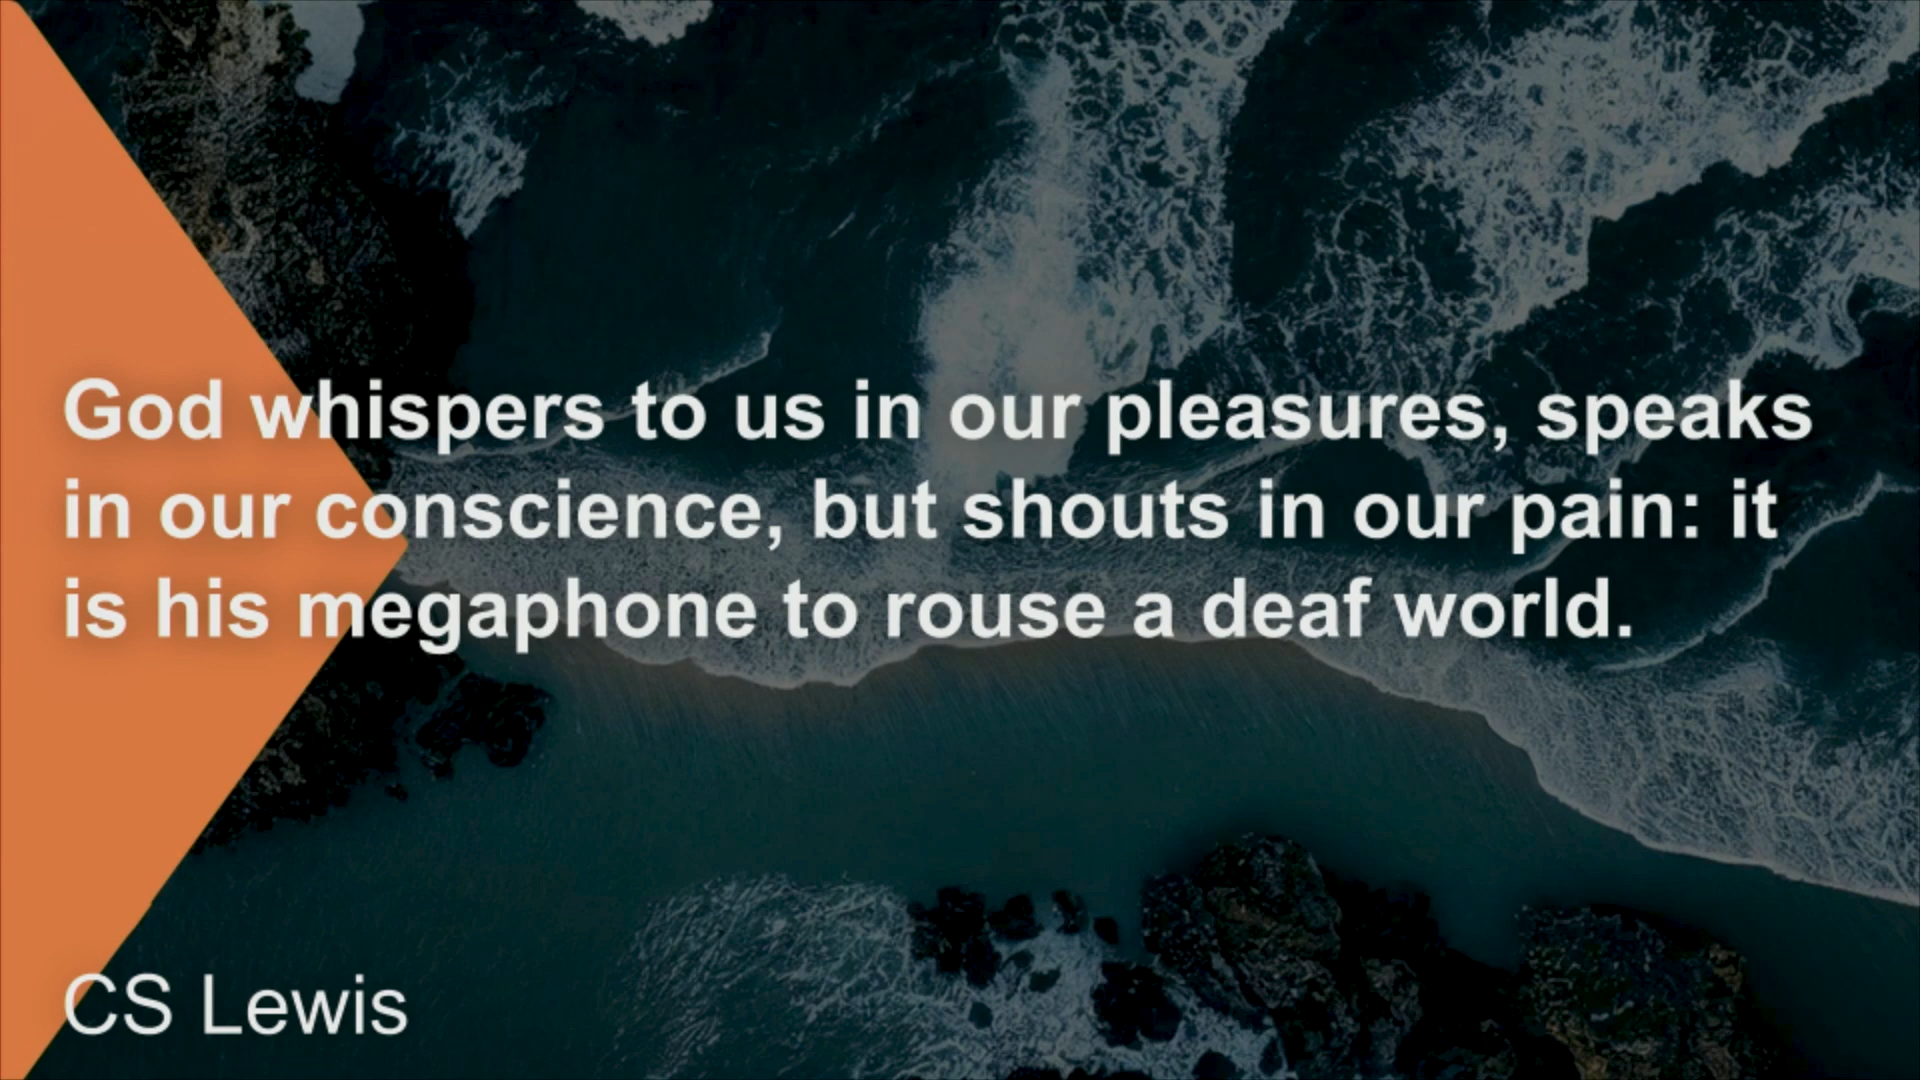 God whispers to us in our pleasures, speaks
in our conscience, but shouts in our pain: it
is his megaphone to rouse a deaf world.
CS Lewis